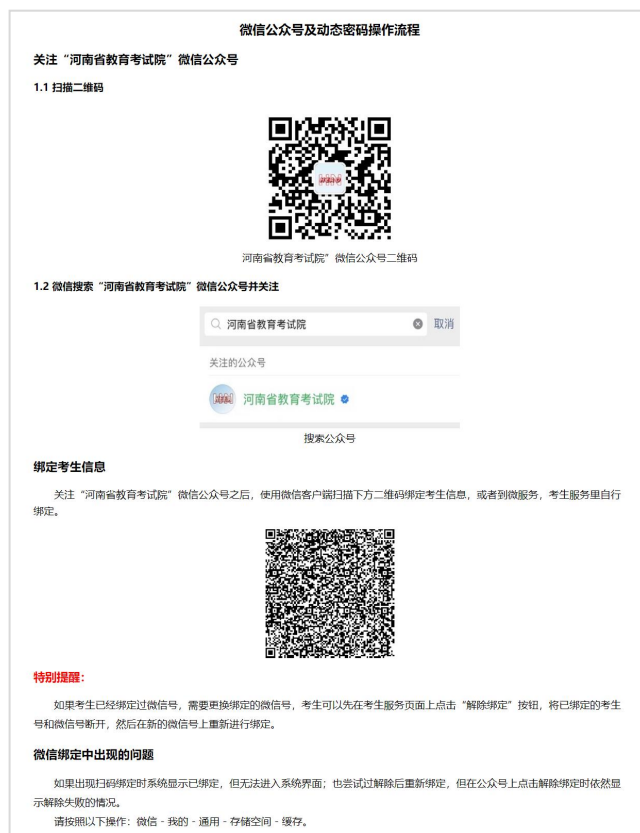 微信公众号及动态密码操作流程
关注“河南省教育考试院”微信公众号
1.1 扫描二维码
河南省教育考试院”微信公众号二维码
1.2 微信搜索“河南省教育考试院”微信公众号并关注
河南省教育考试院 取消
关注的公众号
河南省教育考试院
搜索公众号
绑定考生信息
关注“河南省教育考试院”微信公众号之后，使用微信客户端扫描下方二维码绑定考生信息，或者到微服务，考生服务里自行
绑定。
特别提醒：
如果考生已经绑定过微信号，需要更换绑定的微信号，考生可以先在考生服务页面上点击“解除绑定”按钮，将已绑定的考生
号和微信号断开，然后在新的微信号上重新进行绑定。
微信绑定中出现的问题
如果出现扫码绑定时系统显示已绑定，但无法进入系统界面；也尝试过解除后重新绑定，但在公众号上点击解除绑定时依然显
示解除失败的情况。
请按照以下操作：微信 - 我的 - 通用 - 存储空间 - 缓存。